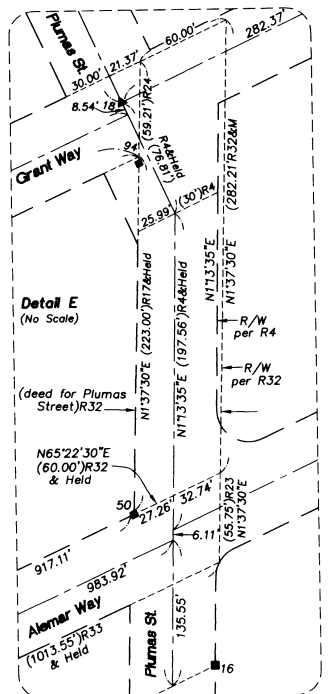 Plumas St.
60.00'
282.37'
30.00'
21.37'
8.54'
18
(59.21')R24
R4&Held
(76.81')
Grant Way
94
25.99'
(30')R4
(282.21')R32&M
N1°13'35"E
N1°37'30"E
Detail E
(No Scale)
N1°37'30"E (223.00')R17&Held
N1°13'35"E (197.56')R4&Held
R/W
per R4
R/W
per R32
(deed for Plumas
Street)R32
N65°22'30"E
(60.00')R32
& Held
50
27.26'
32.74'
(55.75')R23
N1°37'30"E
6.11'
917.11'
983.92'
Alemar Way
(1013.55')R33
& Held
Plumas St.
135.55'
16